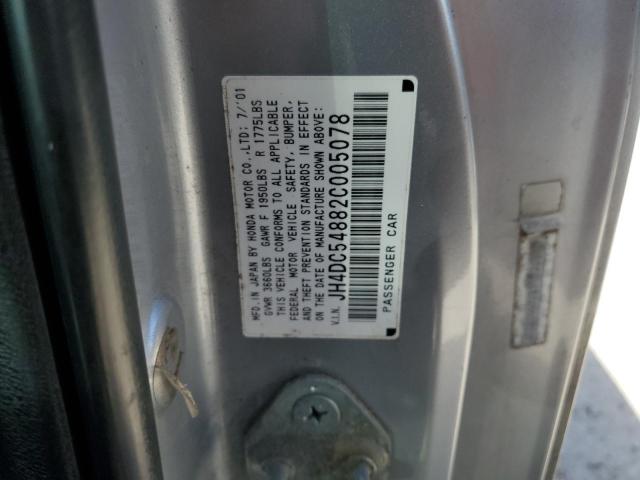 MFD.IN JAPAN BY HONDA MOTOR CO.,LTD: 7/'01
GVWR 3660LBS GAWR F 1950LBS R 1775LBS
THIS VEHICLE CONFORMS TO ALL APPLICABLE
FEDERAL MOTOR VEHICLE SAFETY, BUMPER,
AND THEFT PREVENTION STANDARDS IN EFFECT
ON THE DATE OF MANUFACTURE SHOWN ABOVE:
V.I.N. JH4DC54882C005078
PASSENGER CAR